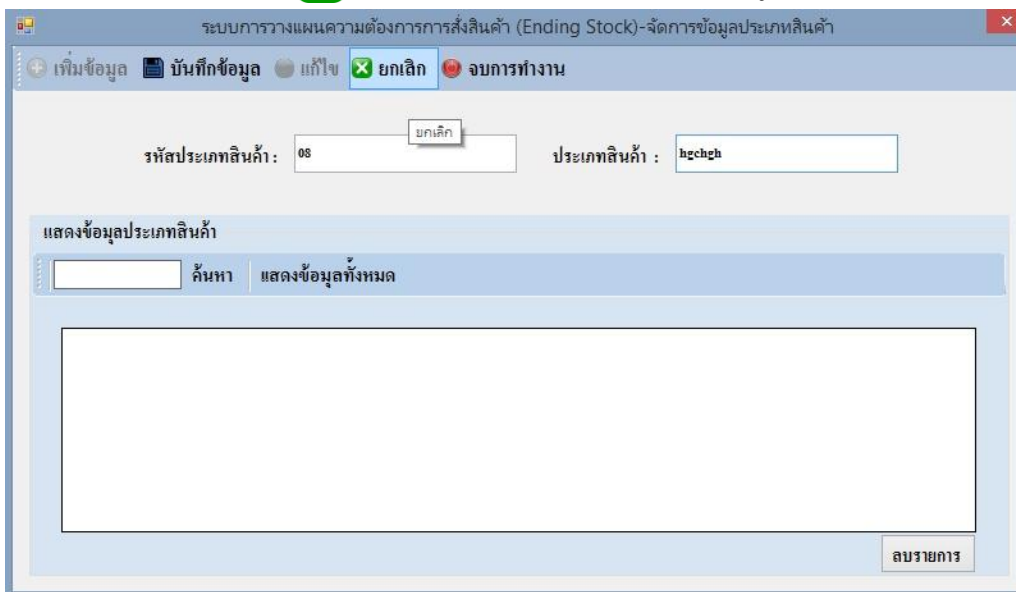 ระบบการวางแผนความต้องการการสั่งสินค้า (Ending Stock)-จัดการข้อมูลประเภทสินค้า
เพิ่มข้อมูล บันทึกข้อมูล แก้ไข ยกเลิก จบการทำงาน
ยกเลิก
รหัสประเภทสินค้า : 08 ประเภทสินค้า : hgchgh
แสดงข้อมูลประเภทสินค้า
ค้นหา แสดงข้อมูลทั้งหมด
ลบรายการ